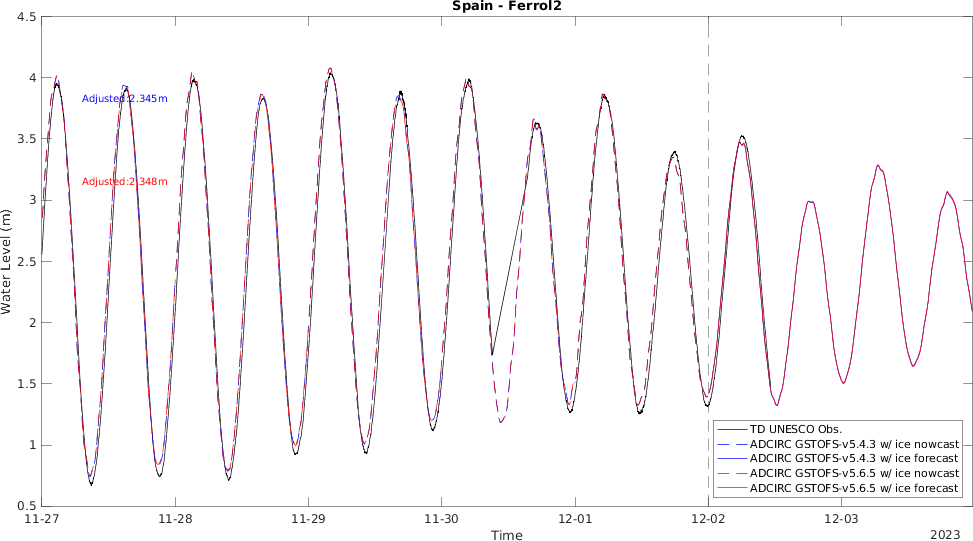 Spain - Ferrol2
4.5
4
3.5
3
2.5
2
1.5
1
0.5
Water Level (m)
Adjusted:2.345m
Adjusted:2.348m
TD UNESCO Obs.
ADCIRC GSTOFS-v5.4.3 w/ ice nowcast
ADCIRC GSTOFS-v5.4.3 w/ ice forecast
ADCIRC GSTOFS-v5.6.5 w/ ice nowcast
ADCIRC GSTOFS-v5.6.5 w/ ice forecast
11-27 11-28 11-29 11-30 12-01 12-02 12-03
Time
2023